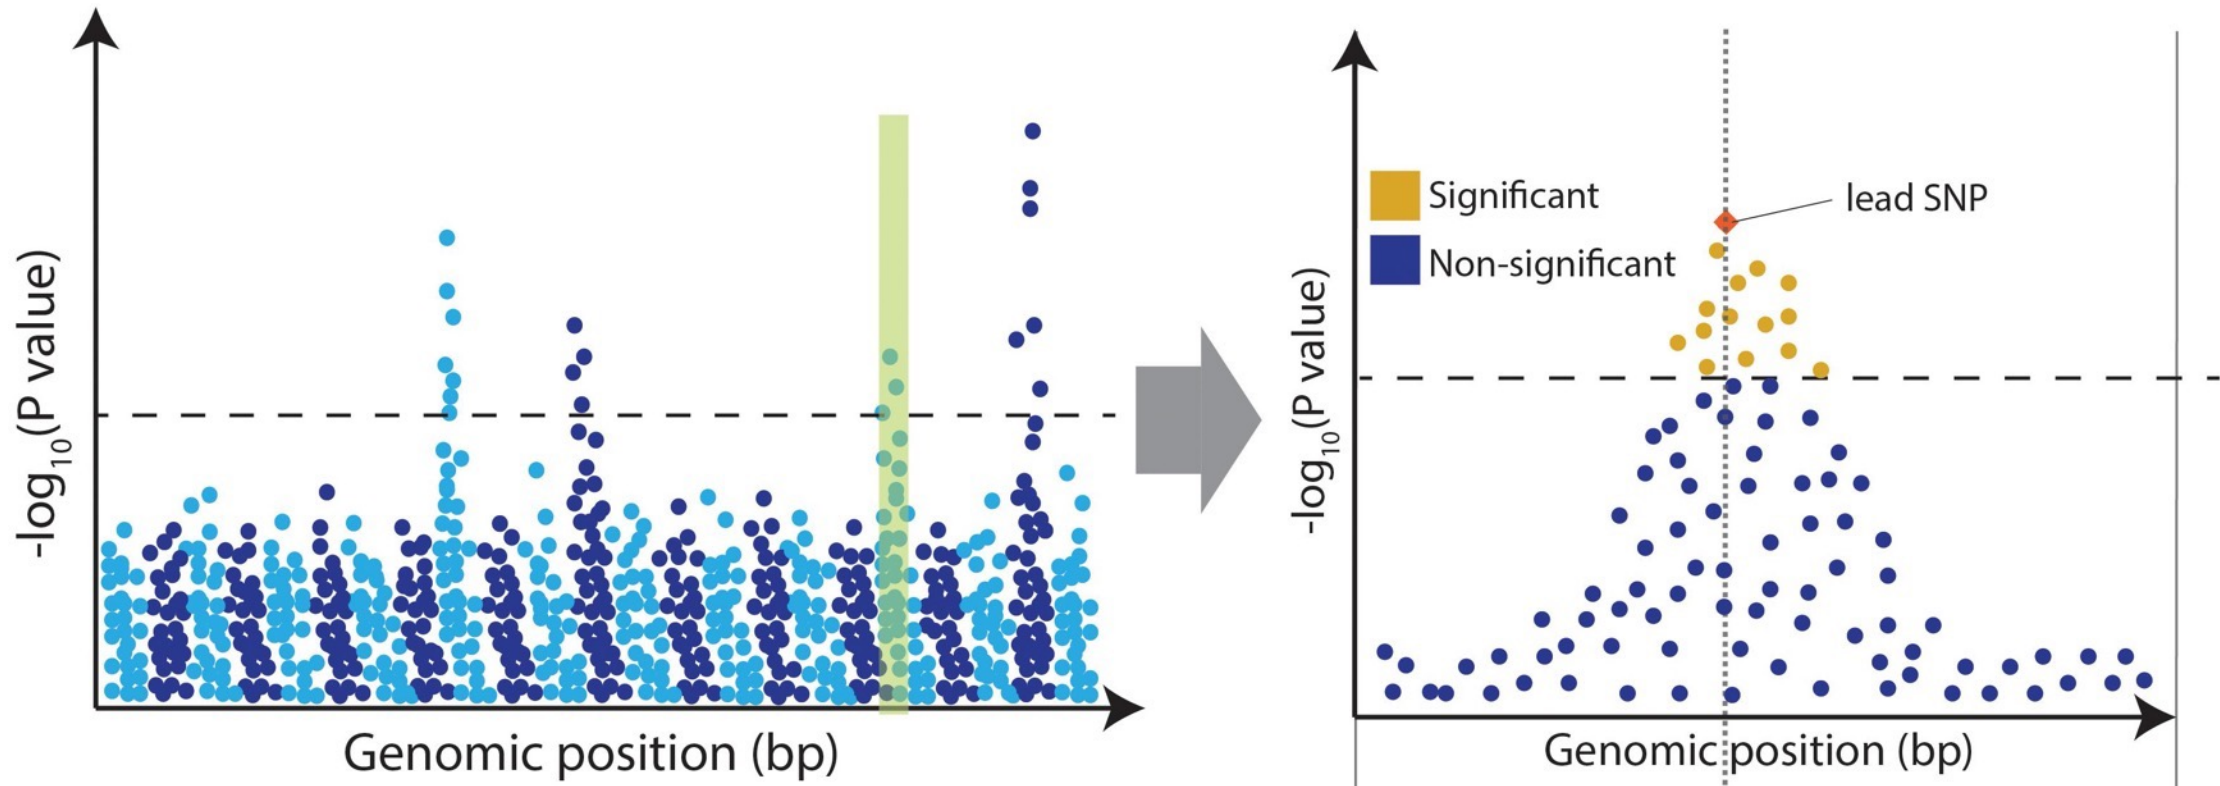 -log10(P value)
Genomic position (bp)
-log10(P value)
Significant
Non-significant
lead SNP
Genomic position (bp)